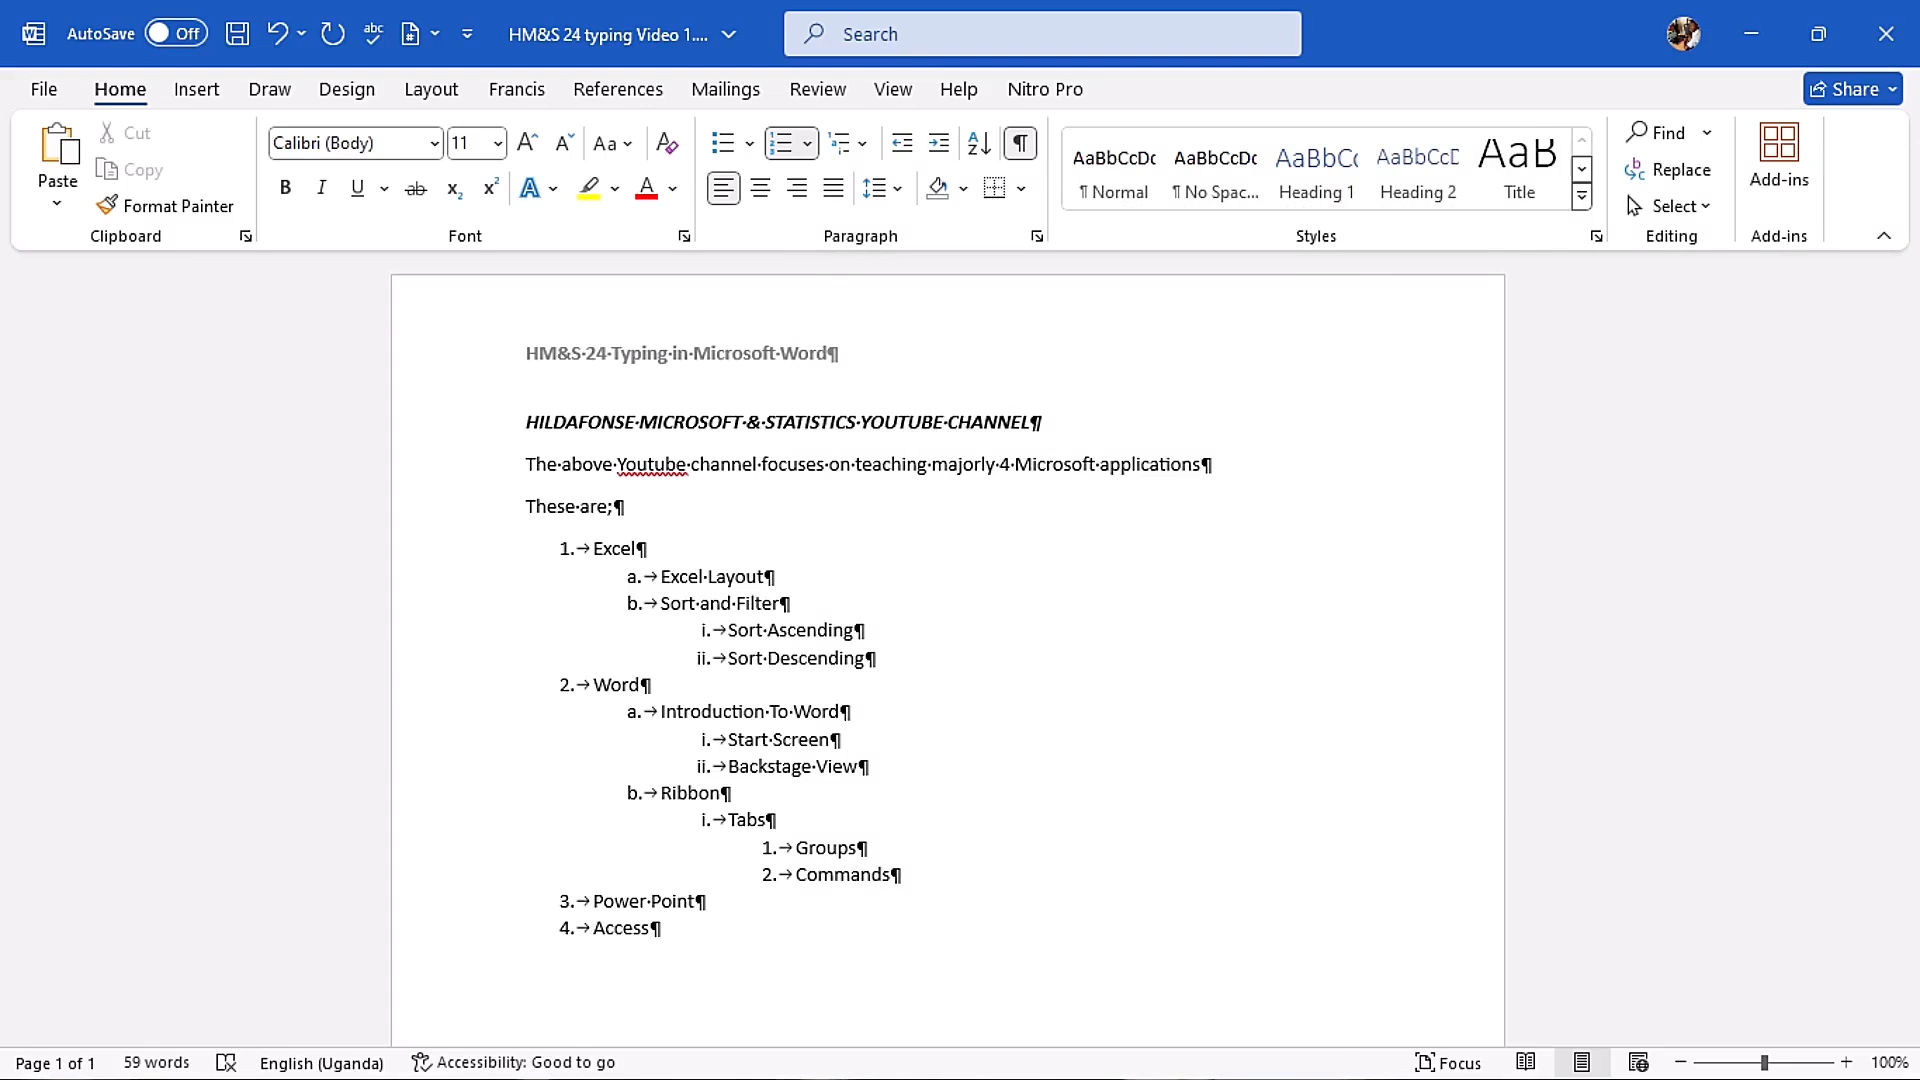 AutoSave Off abc HM&S 24 typing Video 1.... Search
File Home Insert Draw Design Layout Francis References Mailings Review View Help Nitro Pro Share
Paste Cut Copy Format Painter Clipboard
Calibri (Body) 11 Aa
B I U ab x₂ x² A A
Font
Paragraph
AaBbCcDc AaBbCcDc AaBbCc AaBbCcD AaB
¶ Normal ¶ No Spac... Heading 1 Heading 2 Title
Styles
Find
Replace
Select
Editing
Add-ins
Add-ins
HM&S·24·Typing·in·Microsoft·Word¶
HILDAFONSE·MICROSOFT·&·STATISTICS·YOUTUBE·CHANNEL¶
The·above·Youtube·channel·focuses·on·teaching·majorly·4·Microsoft·applications¶
These·are;¶
1.→Excel¶
a.→Excel·Layout¶
b.→Sort·and·Filter¶
i.→Sort·Ascending¶
ii.→Sort·Descending¶
2.→Word¶
a.→Introduction·To·Word¶
i.→Start·Screen¶
ii.→Backstage·View¶
b.→Ribbon¶
i.→Tabs¶
1.→Groups¶
2.→Commands¶
3.→Power·Point¶
4.→Access¶
Page 1 of 1 59 words English (Uganda) Accessibility: Good to go Focus 100%